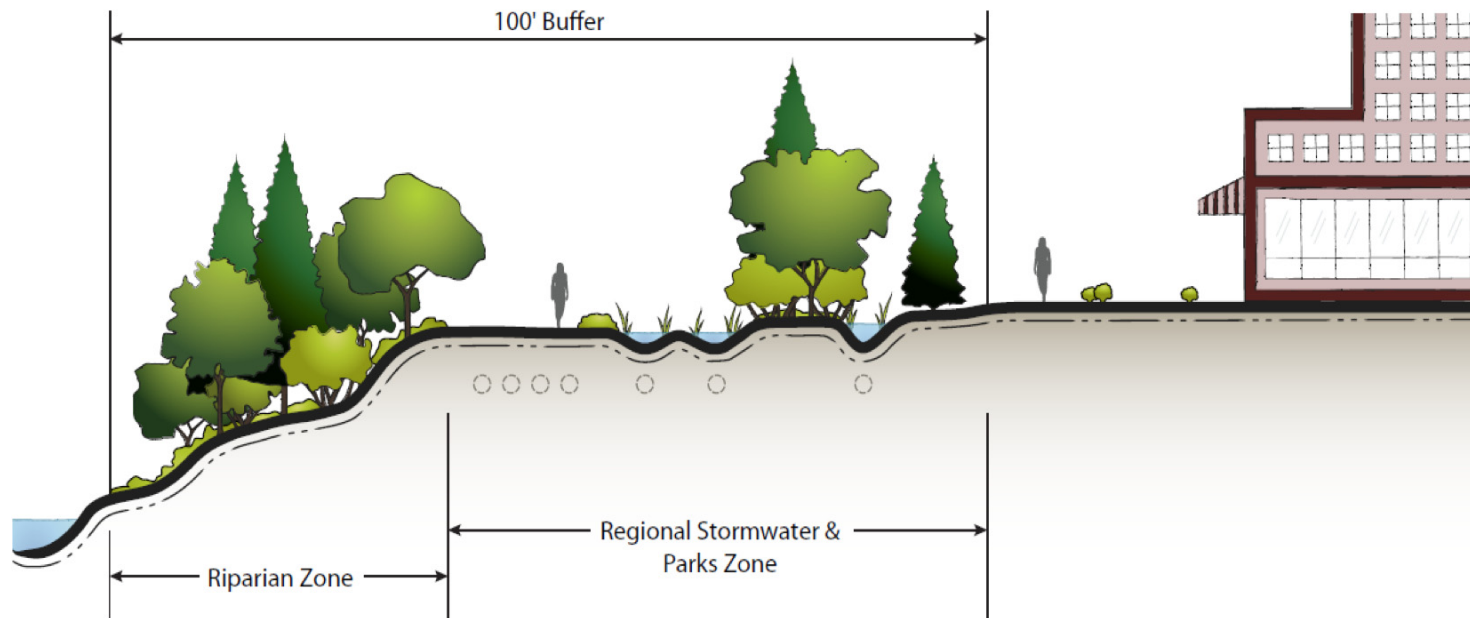 100' Buffer
Regional Stormwater &
Parks Zone
Riparian Zone